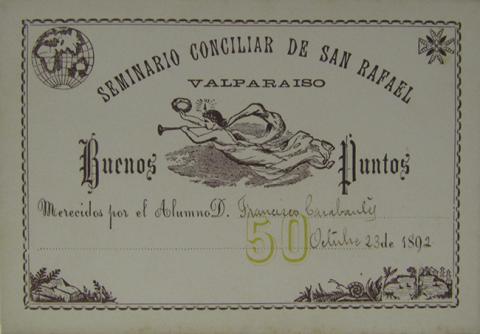 SEMINARIO CONCILIAR DE SAN RAFAEL
VALPARAISO
Buenos Puntos
Merecidos por el Alumno D. Francisco
50
Octubre 23 de 1892